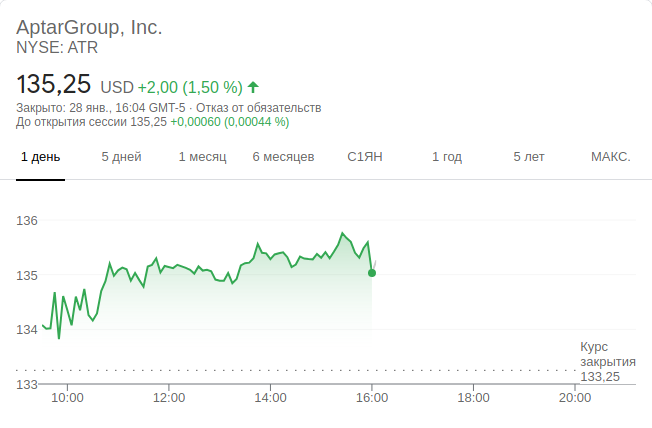 AptarGroup, Inc.
NYSE: ATR
135,25 USD +2,00 (1,50 %)
Закрыто: 28 янв., 16:04 GMT-5 · Отказ от обязательств
До открытия сессии 135,25 +0,00060 (0,00044 %)
1 день 5 дней 1 месяц 6 месяцев С1ЯН 1 год 5 лет МАКС.
136
135
134
Курс
закрытия
133,25
133
10:00 12:00 14:00 16:00 18:00 20:00